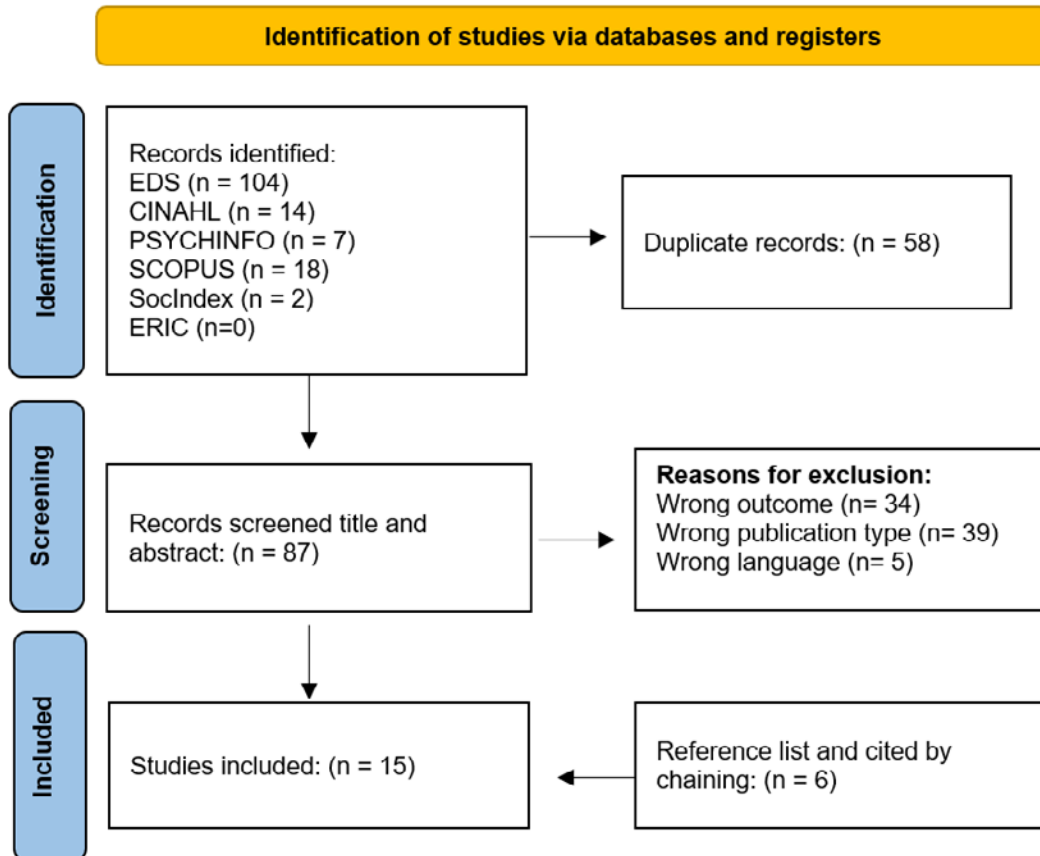 Identification of studies via databases and registers
Identification
Records identified:
EDS (n = 104)
CINAHL (n = 14)
PSYCHINFO (n = 7)
SCOPUS (n = 18)
SocIndex (n = 2)
ERIC (n=0)
Duplicate records: (n = 58)
Screening
Records screened title and
abstract: (n = 87)
Reasons for exclusion:
Wrong outcome (n= 34)
Wrong publication type (n= 39)
Wrong language (n= 5)
Included
Studies included: (n = 15)
Reference list and cited by
chaining: (n = 6)